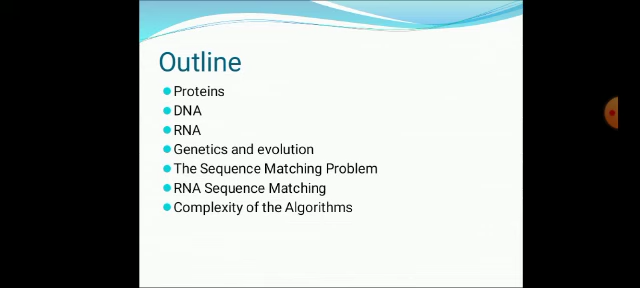 Outline
Proteins
DNA
RNA
Genetics and evolution
The Sequence Matching Problem
RNA Sequence Matching
Complexity of the Algorithms